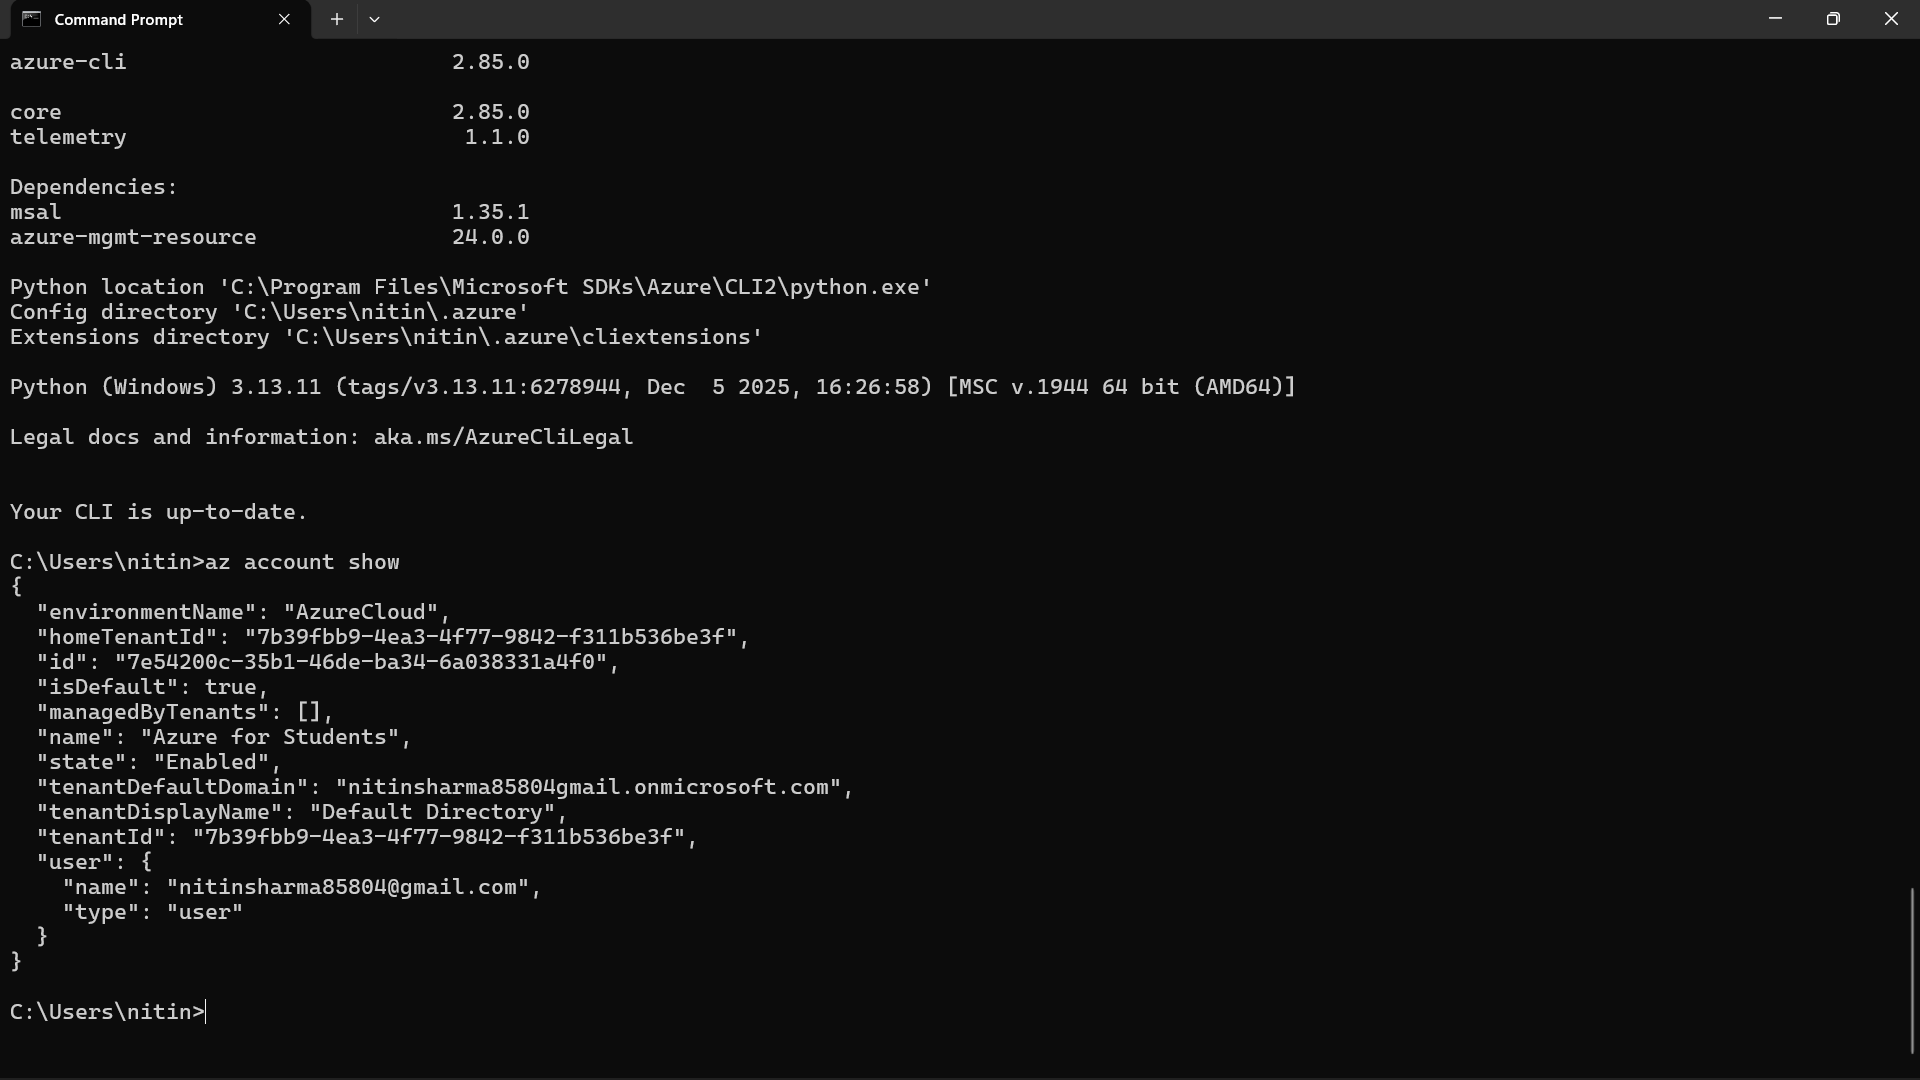 Command Prompt
azure-cli                         2.85.0
core                              2.85.0
telemetry                          1.1.0
Dependencies:
msal                              1.35.1
azure-mgmt-resource               24.0.0
Python location 'C:\Program Files\Microsoft SDKs\Azure\CLI2\python.exe'
Config directory 'C:\Users\nitin\.azure'
Extensions directory 'C:\Users\nitin\.azure\cliextensions'
Python (Windows) 3.13.11 (tags/v3.13.11:6278944, Dec  5 2025, 16:26:58) [MSC v.1944 64 bit (AMD64)]
Legal docs and information: aka.ms/AzureCliLegal
Your CLI is up-to-date.
C:\Users\nitin>az account show
{
  "environmentName": "AzureCloud",
  "homeTenantId": "7b39fbb9-4ea3-4f77-9842-f311b536be3f",
  "id": "7e54200c-35b1-46de-ba34-6a038331a4f0",
  "isDefault": true,
  "managedByTenants": [],
  "name": "Azure for Students",
  "state": "Enabled",
  "tenantDefaultDomain": "nitinsharma85804gmail.onmicrosoft.com",
  "tenantDisplayName": "Default Directory",
  "tenantId": "7b39fbb9-4ea3-4f77-9842-f311b536be3f",
  "user": {
    "name": "nitinsharma85804@gmail.com",
    "type": "user"
  }
}
C:\Users\nitin>